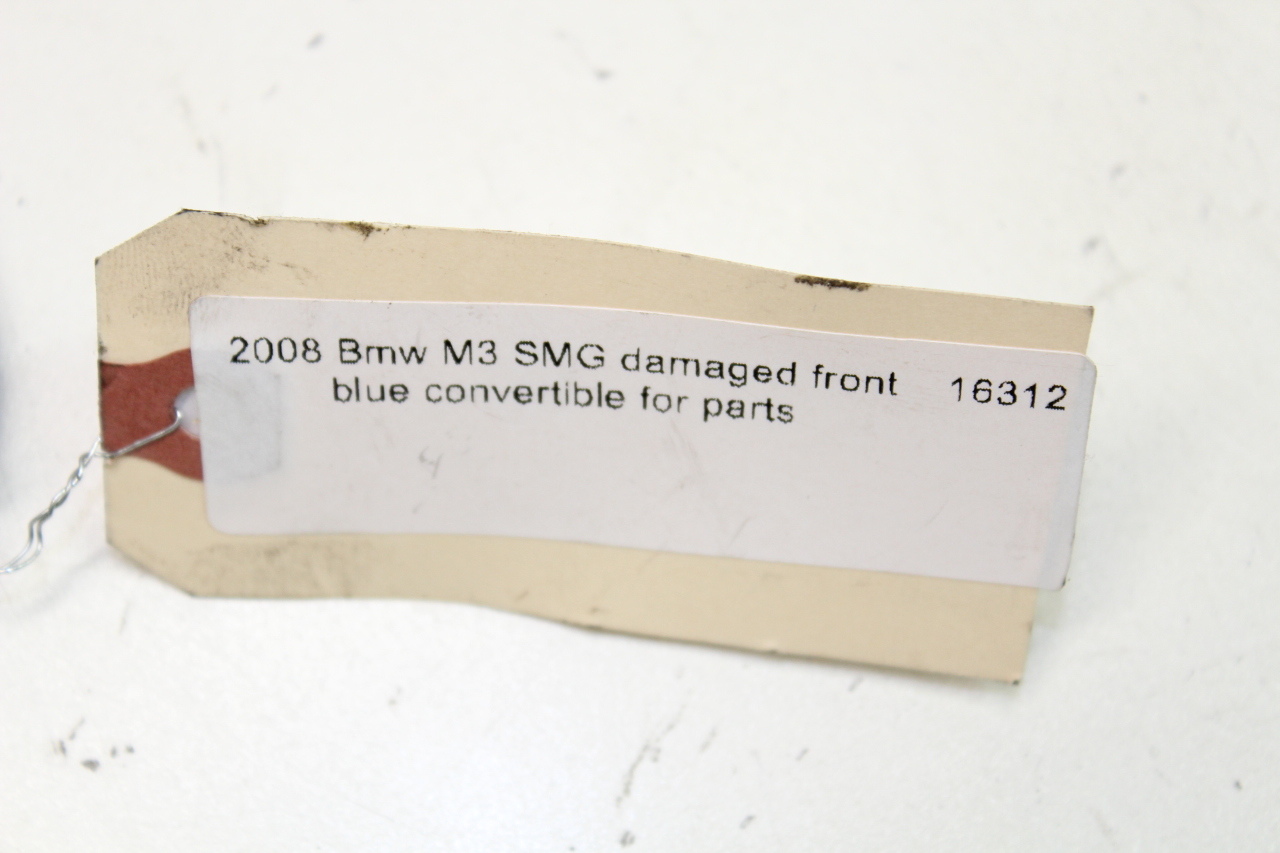 2008 Bmw M3 SMG damaged front 16312
blue convertible for parts